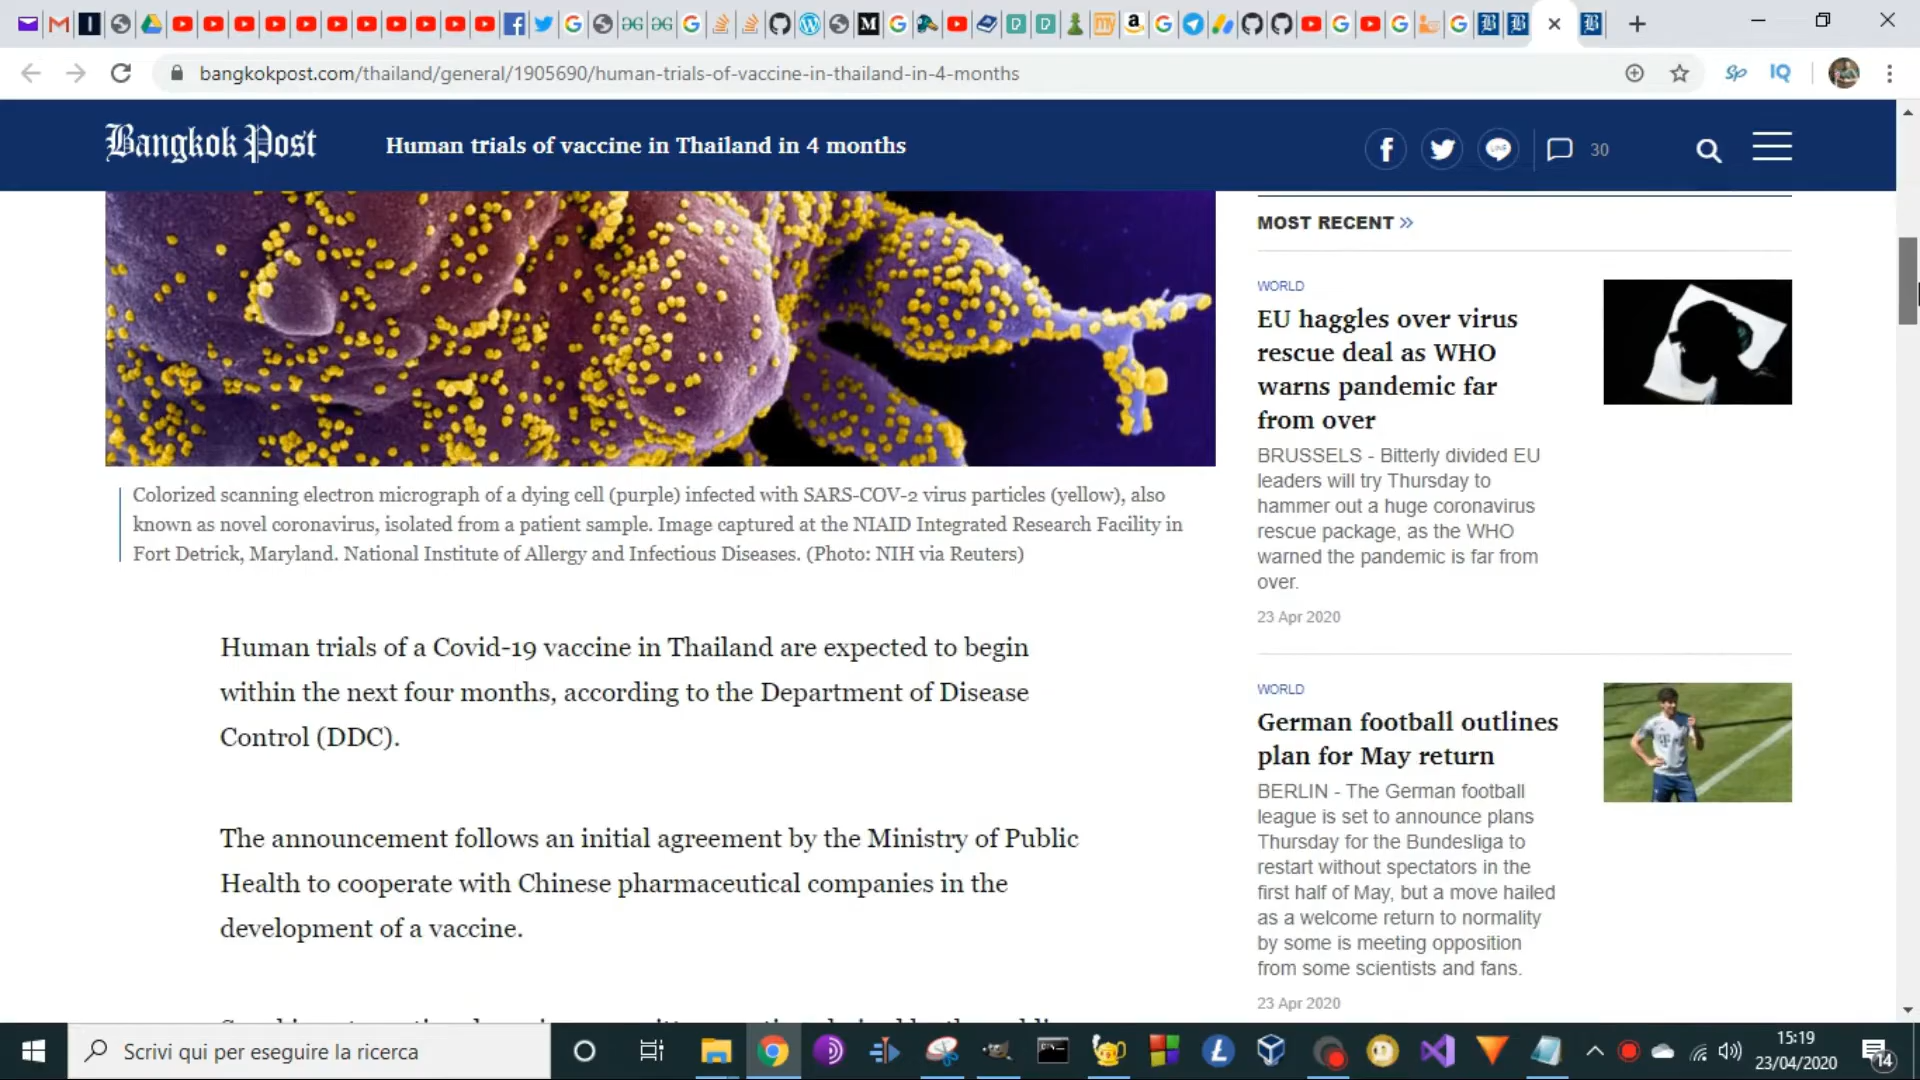 bangkokpost.com/thailand/general/1905690/human-trials-of-vaccine-in-thailand-in-4-months
Bangkok Post
Human trials of vaccine in Thailand in 4 months
30
Colorized scanning electron micrograph of a dying cell (purple) infected with SARS-COV-2 virus particles (yellow), also
known as novel coronavirus, isolated from a patient sample. Image captured at the NIAID Integrated Research Facility in
Fort Detrick, Maryland. National Institute of Allergy and Infectious Diseases. (Photo: NIH via Reuters)
Human trials of a Covid-19 vaccine in Thailand are expected to begin
within the next four months, according to the Department of Disease
Control (DDC).
The announcement follows an initial agreement by the Ministry of Public
Health to cooperate with Chinese pharmaceutical companies in the
development of a vaccine.
MOST RECENT »
WORLD
EU haggles over virus
rescue deal as WHO
warns pandemic far
from over
BRUSSELS - Bitterly divided EU
leaders will try Thursday to
hammer out a huge coronavirus
rescue package, as the WHO
warned the pandemic is far from
over.
23 Apr 2020
WORLD
German football outlines
plan for May return
BERLIN - The German football
league is set to announce plans
Thursday for the Bundesliga to
restart without spectators in the
first half of May, but a move hailed
as a welcome return to normality
by some is meeting opposition
from some scientists and fans.
23 Apr 2020
Scrivi qui per eseguire la ricerca
15:19
23/04/2020
14